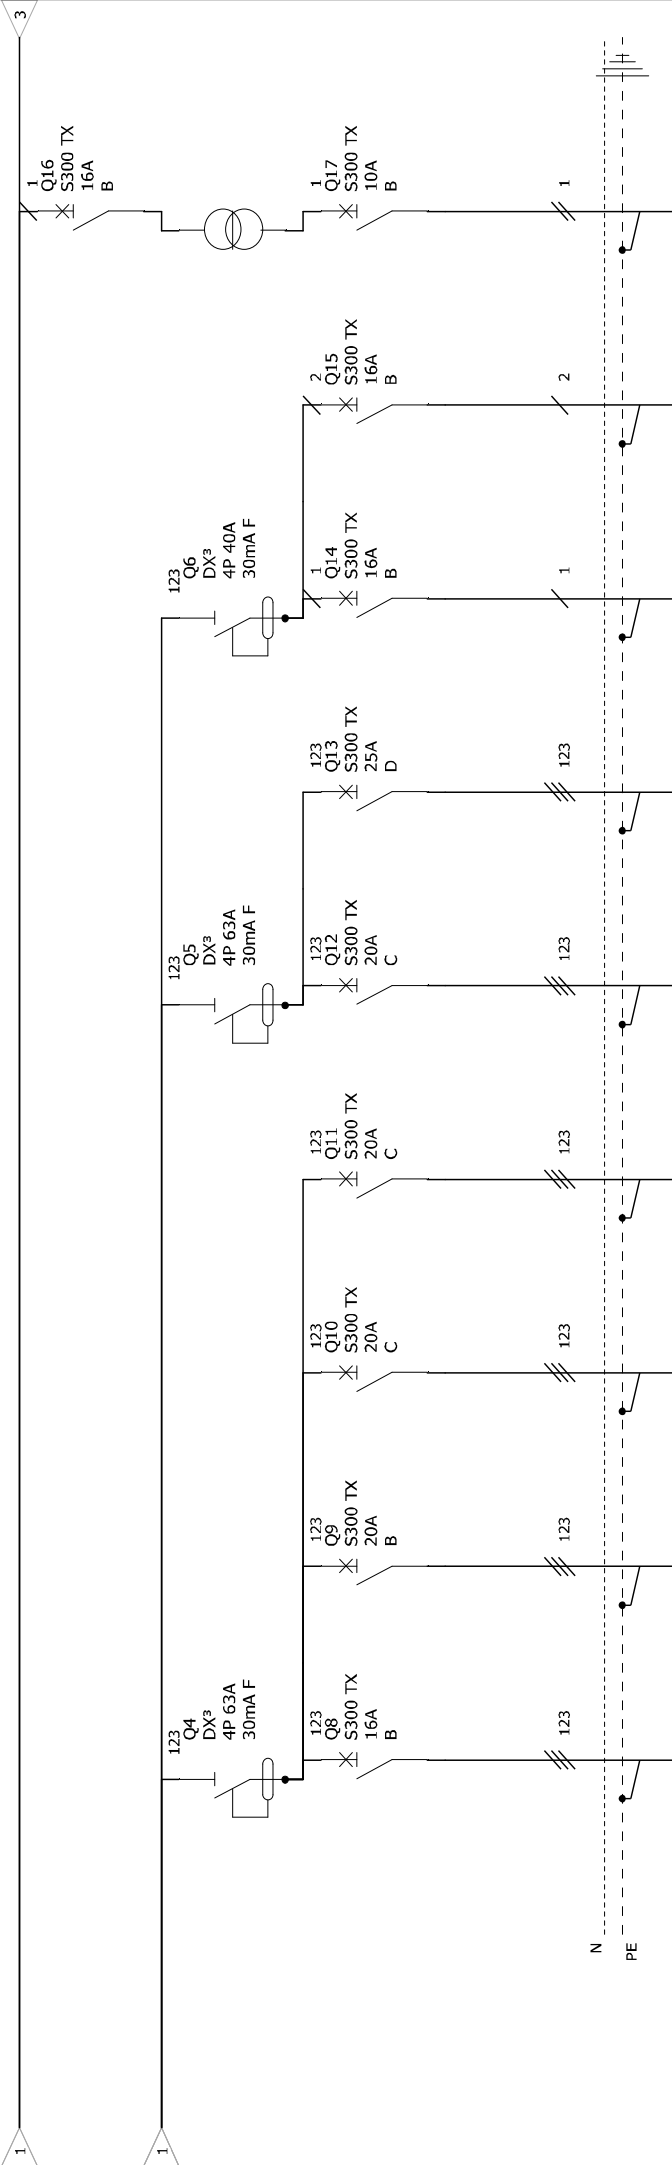 1
3
1
Q16
S300 TX
16A
B
1
123
Q4
DX³
4P 63A
30mA F
123
Q5
DX³
4P 63A
30mA F
123
Q6
DX³
4P 40A
30mA F
123
Q8
S300 TX
16A
B
123
Q9
S300 TX
20A
B
123
Q10
S300 TX
20A
C
123
Q11
S300 TX
20A
C
123
Q12
S300 TX
20A
C
123
Q13
S300 TX
25A
D
1
Q14
S300 TX
16A
B
2
Q15
S300 TX
16A
B
1
Q17
S300 TX
10A
B
123
123
123
123
123
123
1
2
1
N
PE